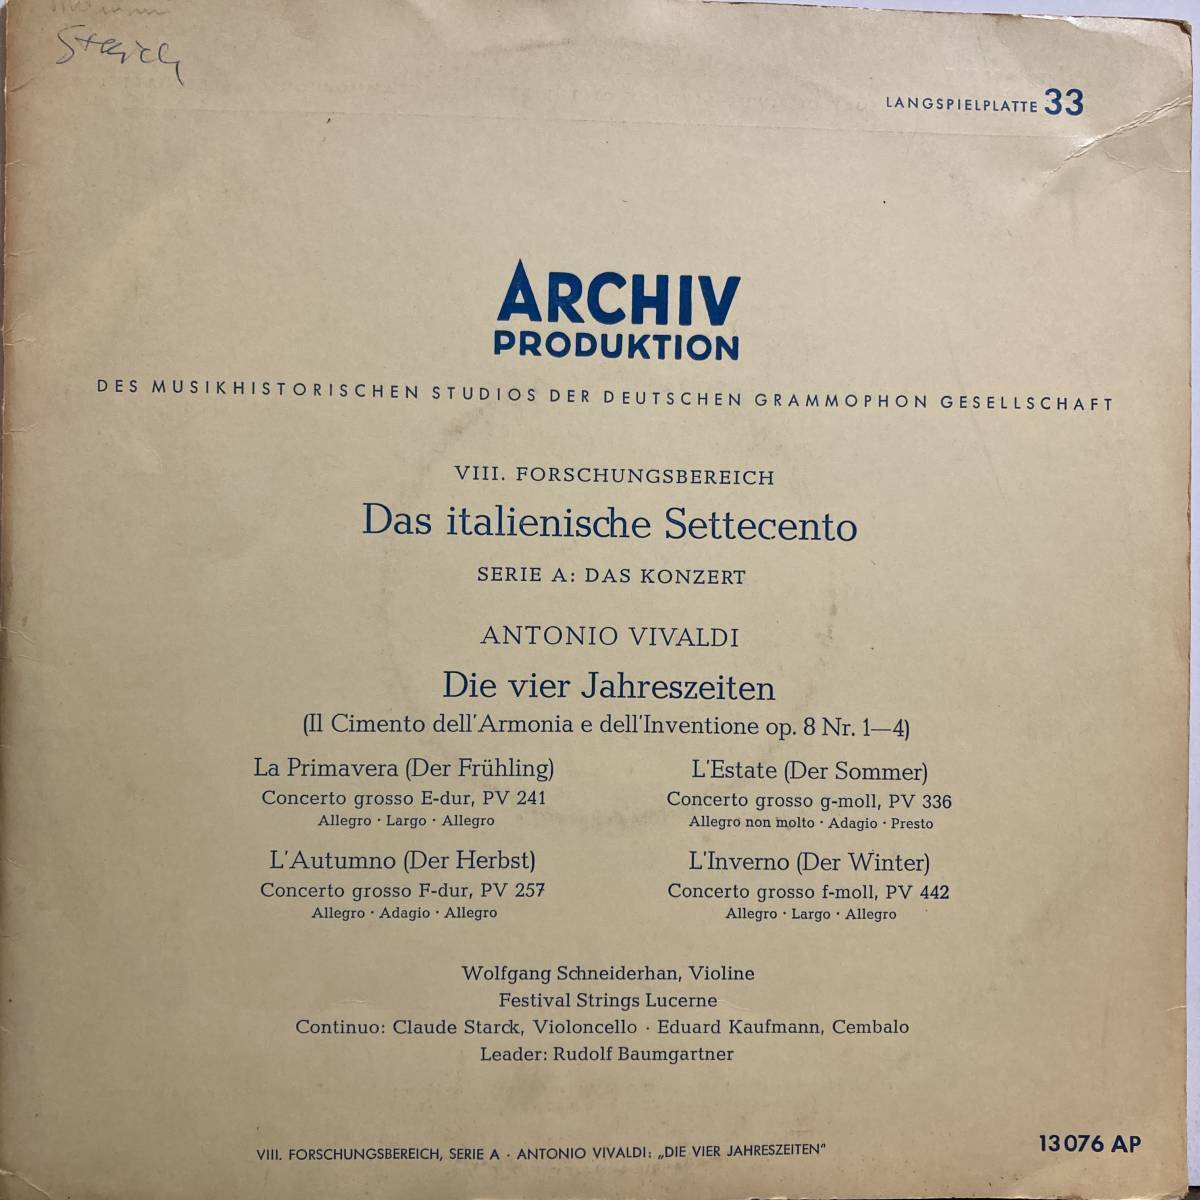 LANGSPIELPLATTE 33
ARCHIV
PRODUKTION
DES MUSIKHISTORISCHEN STUDIOS DER DEUTSCHEN GRAMMOPHON GESELLSCHAFT
VIII. FORSCHUNGSBEREICH
Das italienische Settecento
SERIE A: DAS KONZERT
ANTONIO VIVALDI
Die vier Jahreszeiten
(Il Cimento dell'Armonia e dell'Inventione op. 8 Nr. 1—4)
La Primavera (Der Frühling)
Concerto grosso E-dur, PV 241
Allegro · Largo · Allegro
L'Estate (Der Sommer)
Concerto grosso g-moll, PV 336
Allegro non molto · Adagio · Presto
L'Autumno (Der Herbst)
Concerto grosso F-dur, PV 257
Allegro · Adagio · Allegro
L'Inverno (Der Winter)
Concerto grosso f-moll, PV 442
Allegro · Largo · Allegro
Wolfgang Schneiderhan, Violine
Festival Strings Lucerne
Continuo: Claude Starck, Violoncello · Eduard Kaufmann, Cembalo
Leader: Rudolf Baumgartner
VIII. FORSCHUNGSBEREICH, SERIE A · ANTONIO VIVALDI: „DIE VIER JAHRESZEITEN"
13076 AP